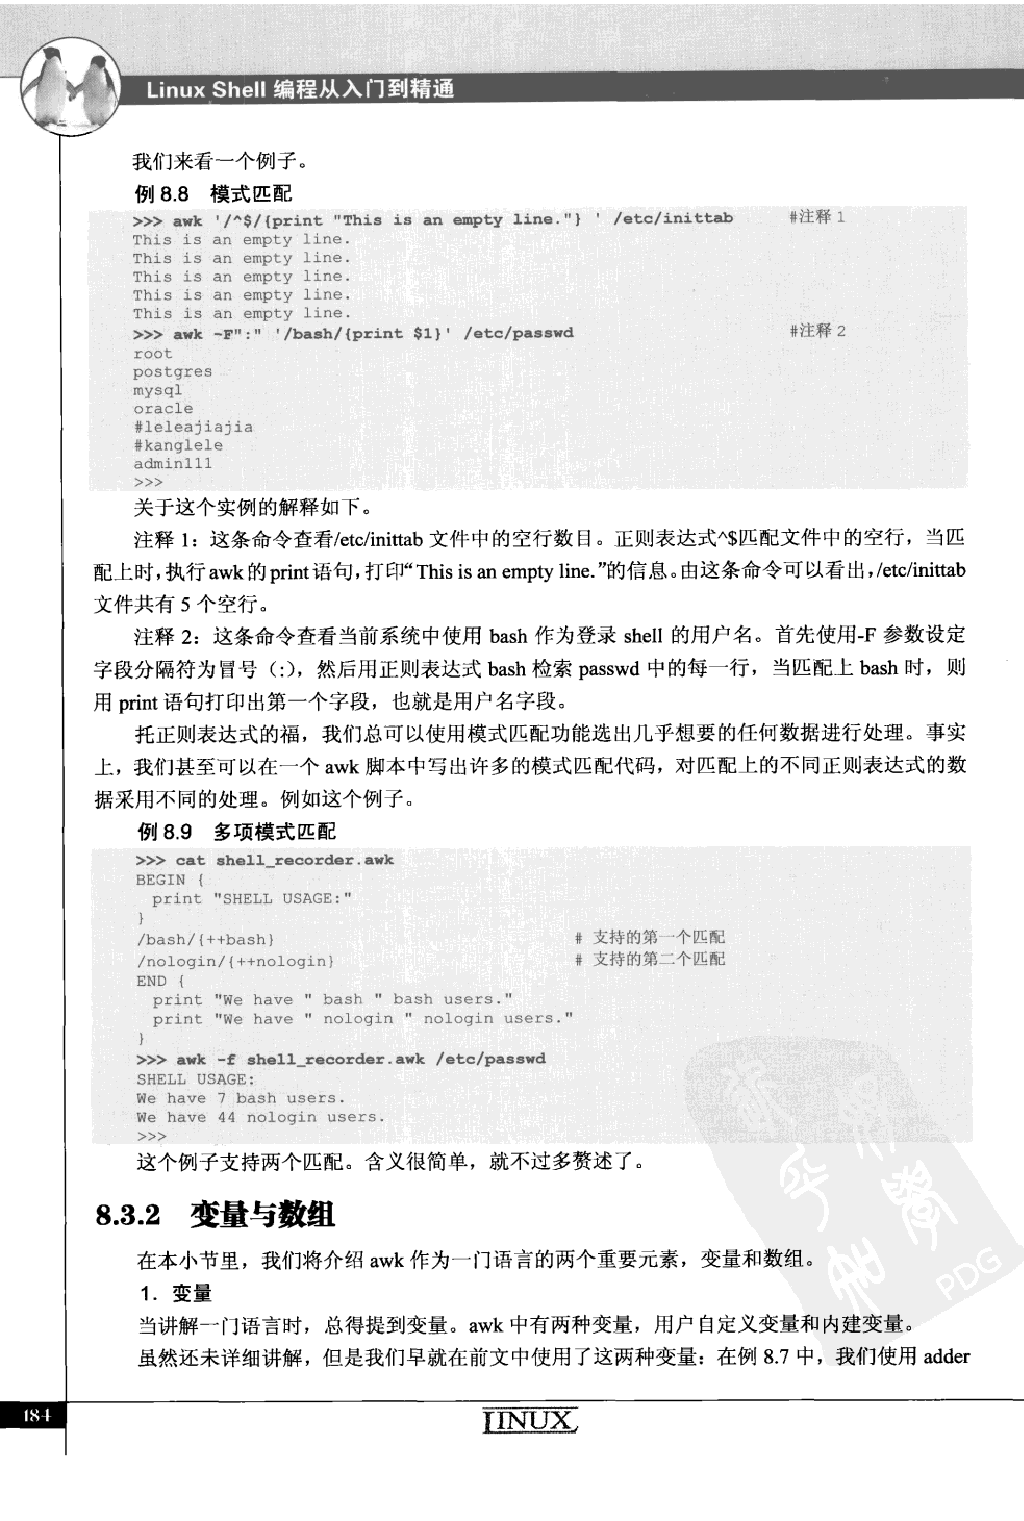 Linux Shell 编程从入门到精通
我们来看一个例子。
例 8.8 模式匹配
>>> awk '/^$/{print "This is an empty line."} ' /etc/inittab #注释 1
This is an empty line.
This is an empty line.
This is an empty line.
This is an empty line.
This is an empty line.
>>> awk -F":" '/bash/{print $1}' /etc/passwd #注释 2
root
postgres
mysql
oracle
#leleajiajia
#kanglele
admin111
>>>
关于这个实例的解释如下。
注释 1：这条命令查看/etc/inittab 文件中的空行数目。正则表达式^$匹配文件中的空行，当匹
配上时，执行 awk 的 print 语句，打印“This is an empty line.”的信息。由这条命令可以看出，/etc/inittab
文件共有 5 个空行。
注释 2：这条命令查看当前系统中使用 bash 作为登录 shell 的用户名。首先使用-F 参数设定
字段分隔符为冒号（:），然后用正则表达式 bash 检索 passwd 中的每一行，当匹配上 bash 时，则
用 print 语句打印出第一个字段，也就是用户名字段。
托正则表达式的福，我们总可以使用模式匹配功能选出几乎想要的任何数据进行处理。事实
上，我们甚至可以在一个 awk 脚本中写出许多的模式匹配代码，对匹配上的不同正则表达式的数
据采用不同的处理。例如这个例子。
例 8.9 多项模式匹配
>>> cat shell_recorder.awk
BEGIN {
print "SHELL USAGE:"
}
/bash/{++bash} # 支持的第一个匹配
/nologin/{++nologin} # 支持的第二个匹配
END {
print "We have " bash " bash users."
print "We have " nologin " nologin users."
}
>>> awk -f shell_recorder.awk /etc/passwd
SHELL USAGE:
We have 7 bash users.
We have 44 nologin users.
>>>
这个例子支持两个匹配。含义很简单，就不过多赘述了。
8.3.2 变量与数组
在本小节里，我们将介绍 awk 作为一门语言的两个重要元素，变量和数组。
1．变量
当讲解一门语言时，总得提到变量。awk 中有两种变量，用户自定义变量和内建变量。
虽然还未详细讲解，但是我们早就在前文中使用了这两种变量：在例 8.7 中，我们使用 adder
PDG
184
LINUX